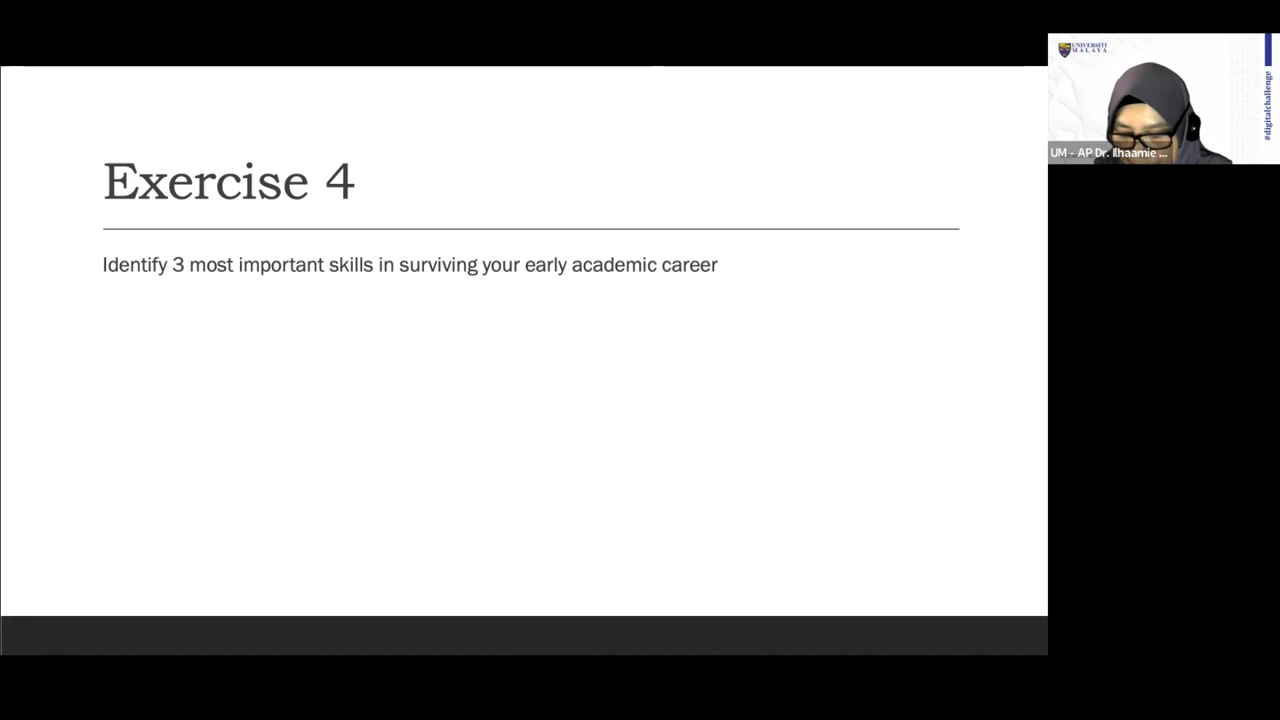 Exercise 4
Identify 3 most important skills in surviving your early academic career
UNIVERSITI
MALAYA
#digitalchallenge
UM - AP Dr. Ilhaamie ...